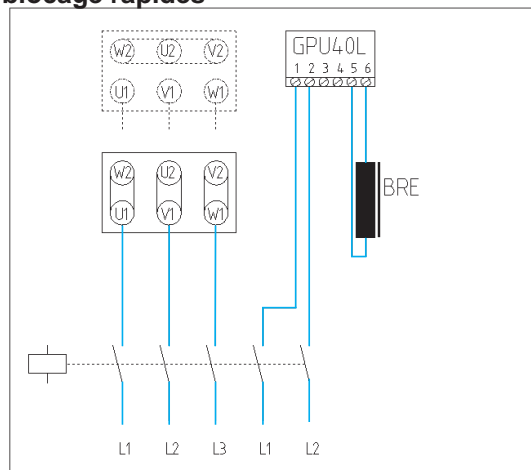 blocage rapides
W2 U2 V2
U1 V1 W1
GPU40L
1 2 3 4 5 6
W2 U2 V2
U1 V1 W1
BRE
L1 L2 L3 L1 L2